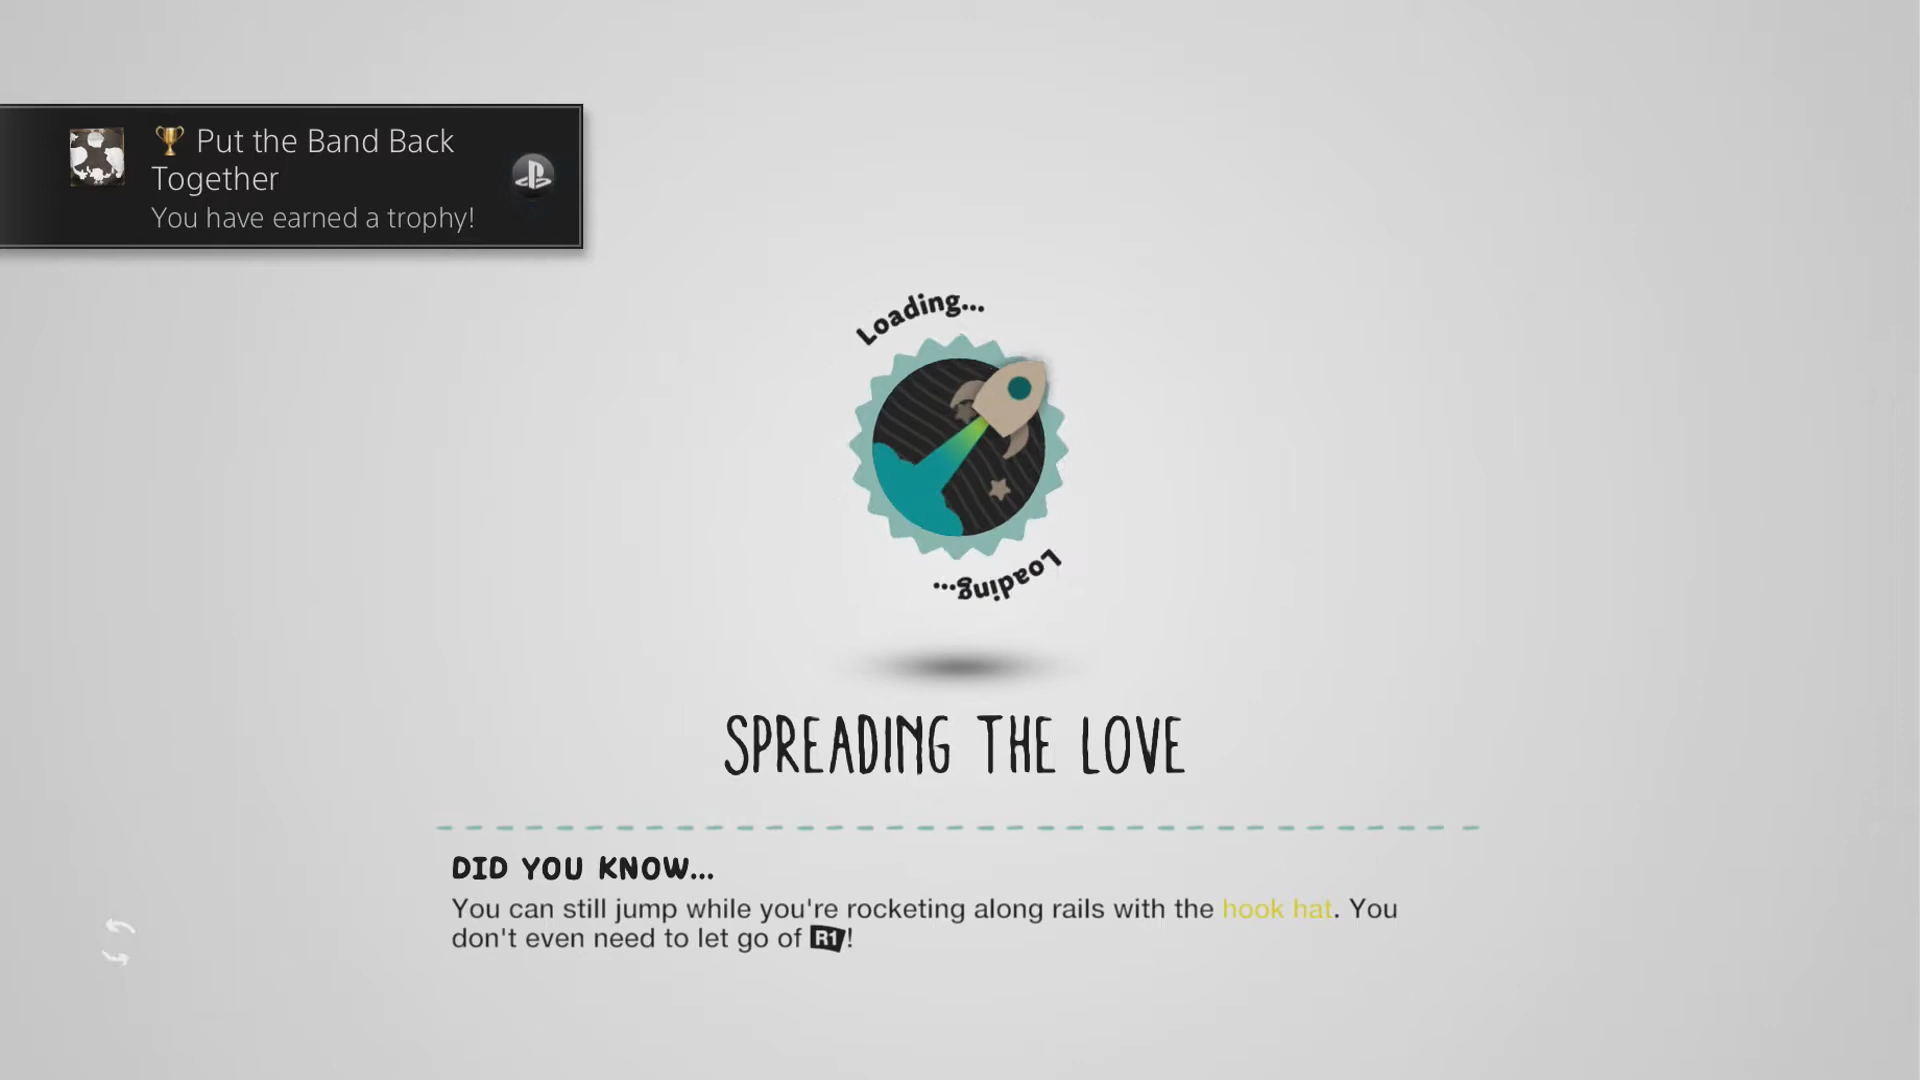 Put the Band Back
Together
You have earned a trophy!
Loading...
Loading...
SPREADING THE LOVE
DID YOU KNOW...
You can still jump while you're rocketing along rails with the hook hat. You
don't even need to let go of R1!